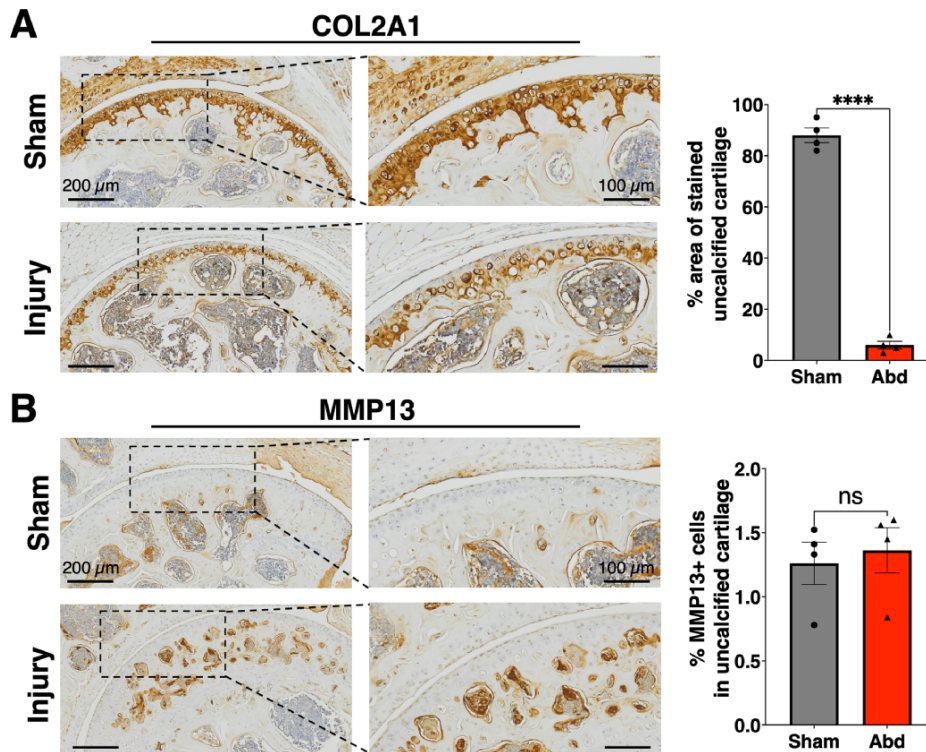 A
COL2A1
Sham
200 µm
100 µm
Injury
% area of stained
uncalcified cartilage
100
80
60
40
20
0
****
Sham
Abd
B
MMP13
Sham
200 µm
100 µm
Injury
% MMP13+ cells
in uncalcified cartilage
2.0
1.5
1.0
0.5
0.0
ns
Sham
Abd